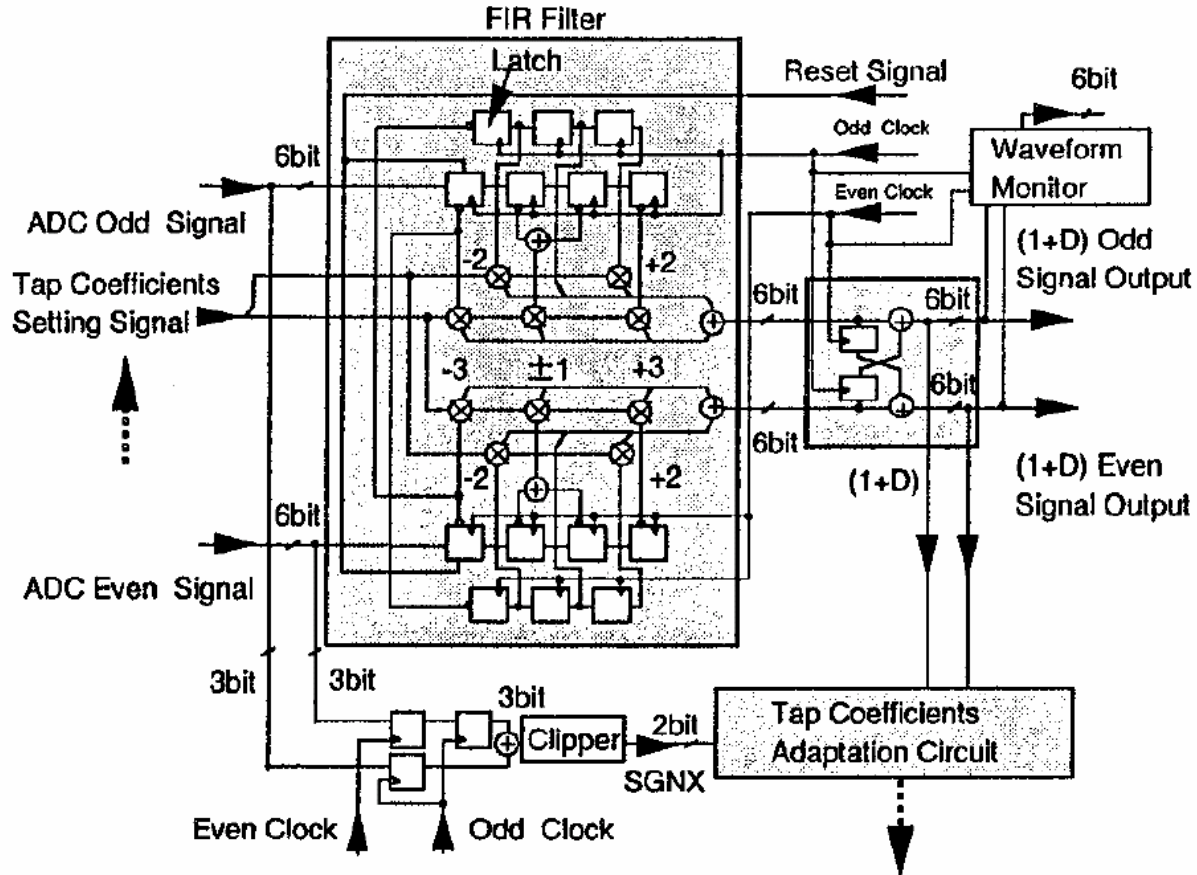 FIR Filter
Latch
Reset Signal
6bit
Odd Clock
Waveform
Monitor
6bit
Even Clock
ADC Odd Signal
(1+D) Odd
Signal Output
-2
+2
Tap Coefficients
Setting Signal
6bit
6bit
-3
±1
+3
6bit
6bit
-2
+2
(1+D)
(1+D) Even
Signal Output
6bit
ADC Even Signal
3bit
3bit
3bit
Clipper
2bit
SGNX
Tap Coefficients
Adaptation Circuit
Even Clock
Odd Clock